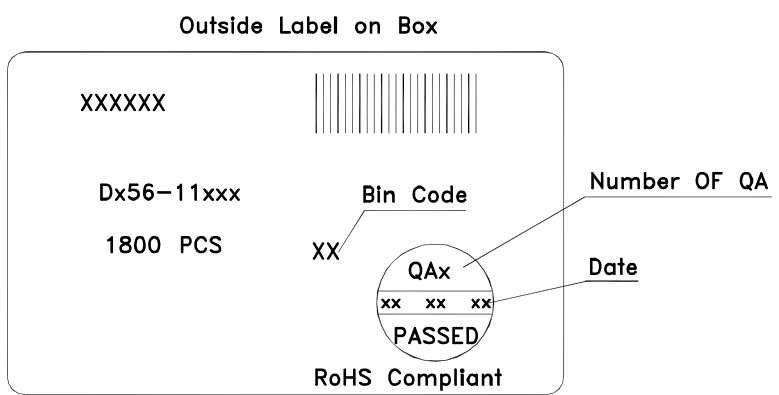 Outside Label on Box
XXXXXX
Dx56-11xxx
Bin Code
Number OF QA
1800 PCS
XX
QAx
Date
xx xx xx
PASSED
RoHS Compliant